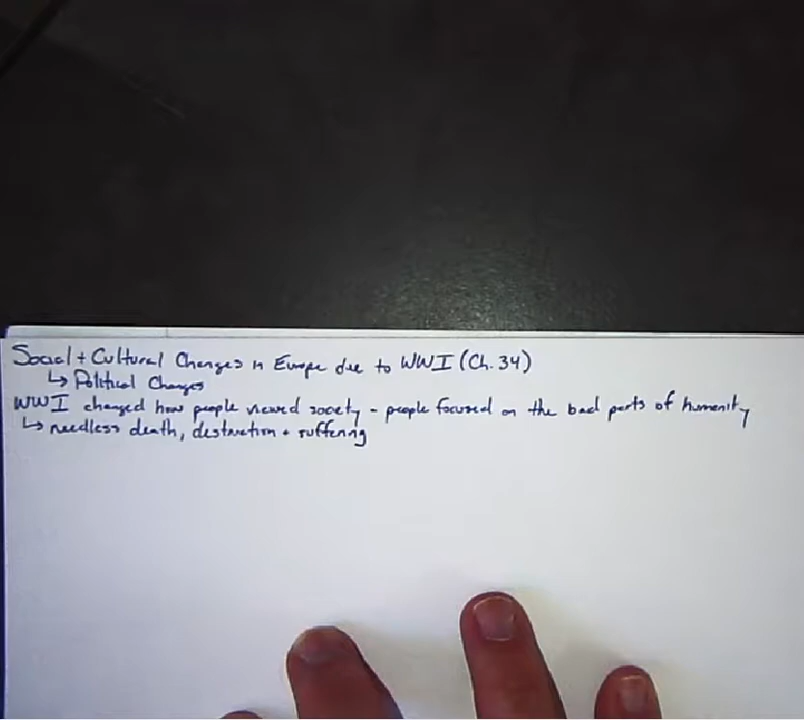 Social + Cultural Changes in Europe due to WWI (Ch. 34)
↳ Political Changes
WWI changed how people viewed society - people focused on the bad parts of humanity
↳ needless death, destruction + suffering